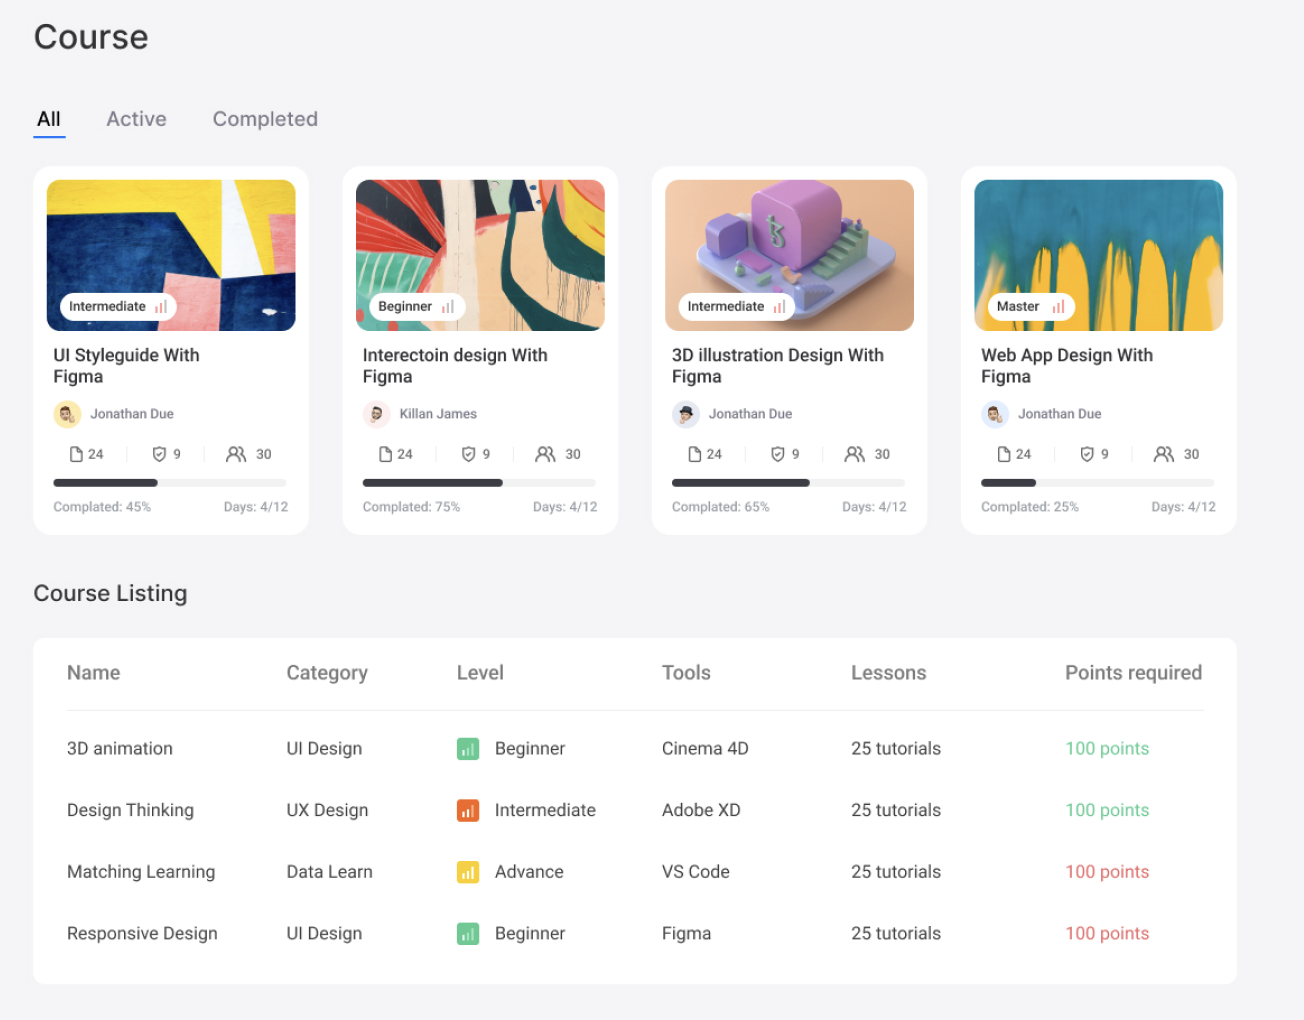 Course
All Active Completed
Intermediate
Beginner
Intermediate
Master
UI Styleguide With
Figma
Jonathan Due
24 9 30
Complated: 45% Days: 4/12
Interectoin design With
Figma
Killan James
24 9 30
Complated: 75% Days: 4/12
3D illustration Design With
Figma
Jonathan Due
24 9 30
Complated: 65% Days: 4/12
Web App Design With
Figma
Jonathan Due
24 9 30
Complated: 25% Days: 4/12
Course Listing
Name Category Level Tools Lessons Points required
3D animation UI Design Beginner Cinema 4D 25 tutorials 100 points
Design Thinking UX Design Intermediate Adobe XD 25 tutorials 100 points
Matching Learning Data Learn Advance VS Code 25 tutorials 100 points
Responsive Design UI Design Beginner Figma 25 tutorials 100 points